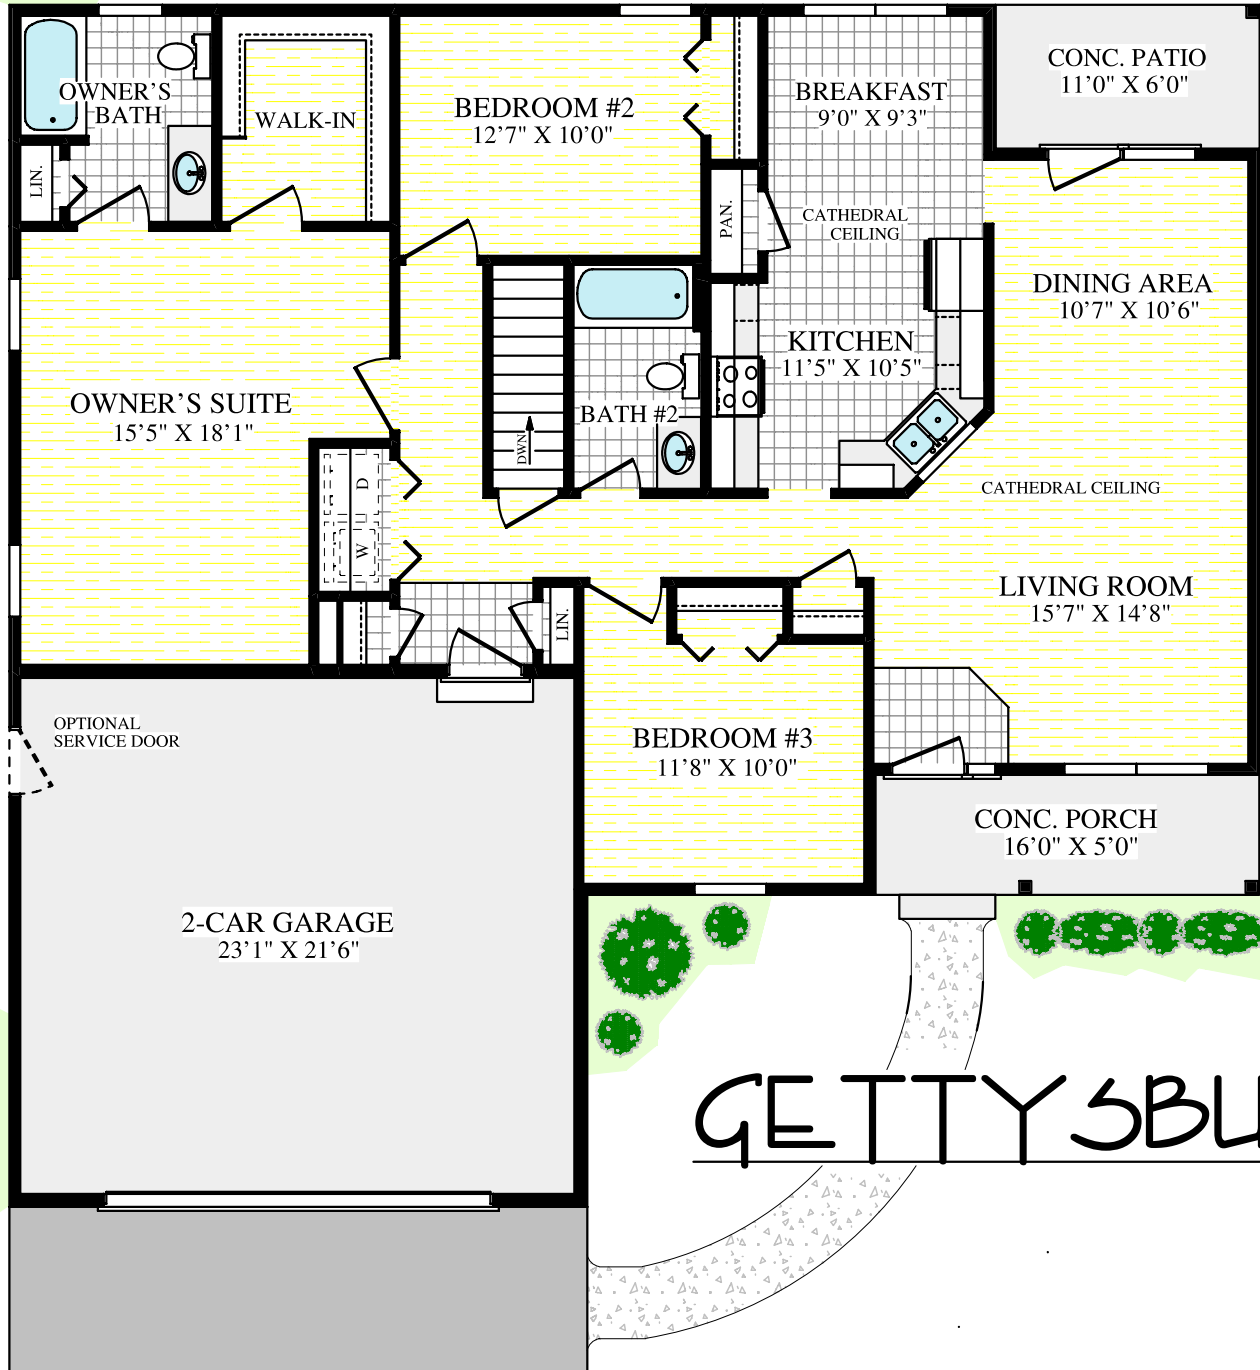 OWNER'S
BATH
WALK-IN
LIN.
BEDROOM #2
12'7" X 10'0"
BREAKFAST
9'0" X 9'3"
CONC. PATIO
11'0" X 6'0"
PAN.
CATHEDRAL
CEILING
DINING AREA
10'7" X 10'6"
KITCHEN
11'5" X 10'5"
OWNER'S SUITE
15'5" X 18'1"
BATH #2
DWN
D
W
CATHEDRAL CEILING
LIVING ROOM
15'7" X 14'8"
LIN.
OPTIONAL
SERVICE DOOR
BEDROOM #3
11'8" X 10'0"
CONC. PORCH
16'0" X 5'0"
2-CAR GARAGE
23'1" X 21'6"